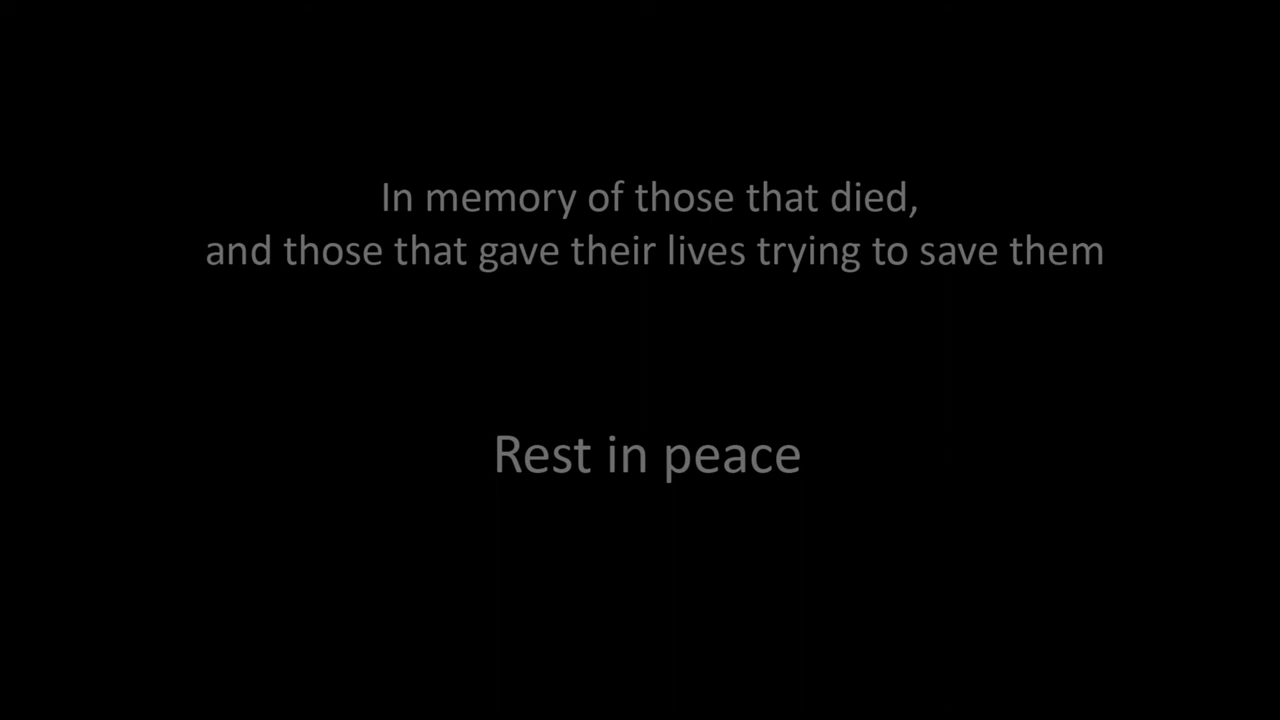 In memory of those that died,
and those that gave their lives trying to save them
Rest in peace